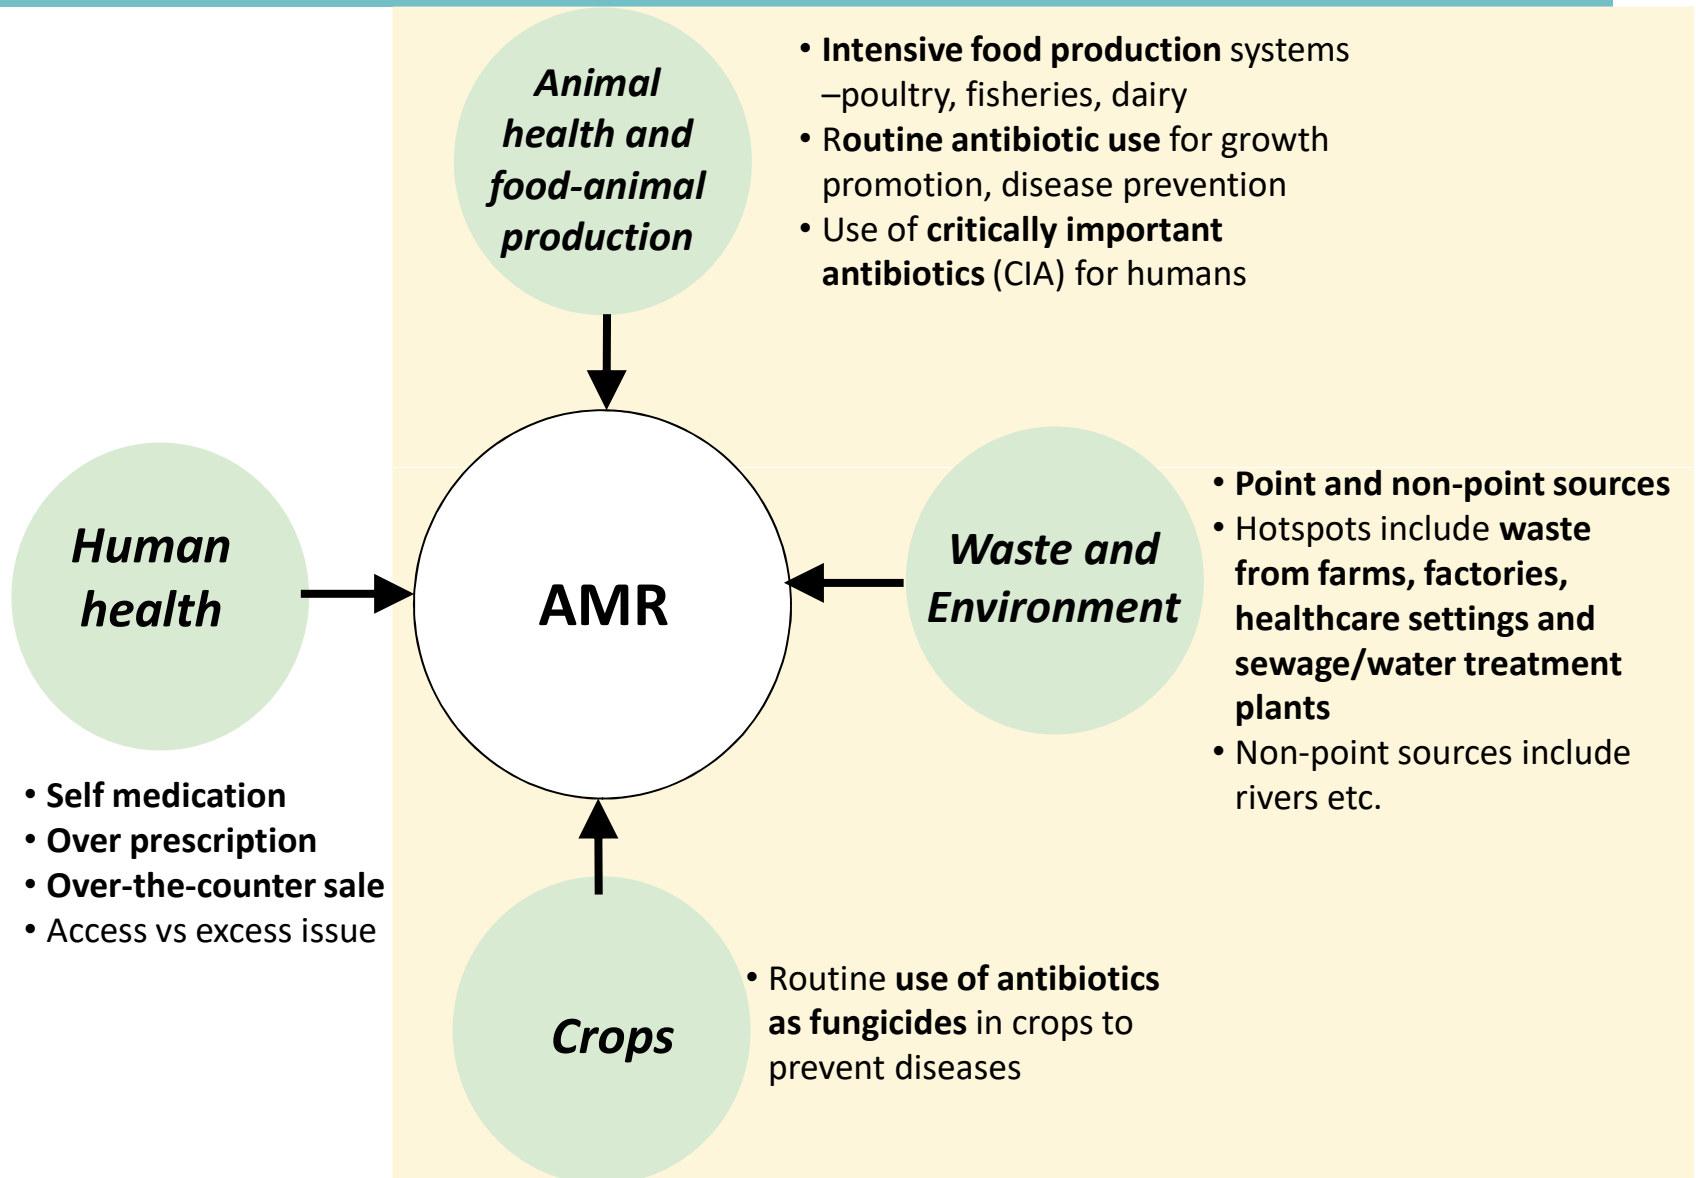 Animal
health and
food-animal
production
• Intensive food production systems
–poultry, fisheries, dairy
• Routine antibiotic use for growth
promotion, disease prevention
• Use of critically important
antibiotics (CIA) for humans
Human
health
• Self medication
• Over prescription
• Over-the-counter sale
• Access vs excess issue
AMR
Waste and
Environment
• Point and non-point sources
• Hotspots include waste
from farms, factories,
healthcare settings and
sewage/water treatment
plants
• Non-point sources include
rivers etc.
Crops
• Routine use of antibiotics
as fungicides in crops to
prevent diseases